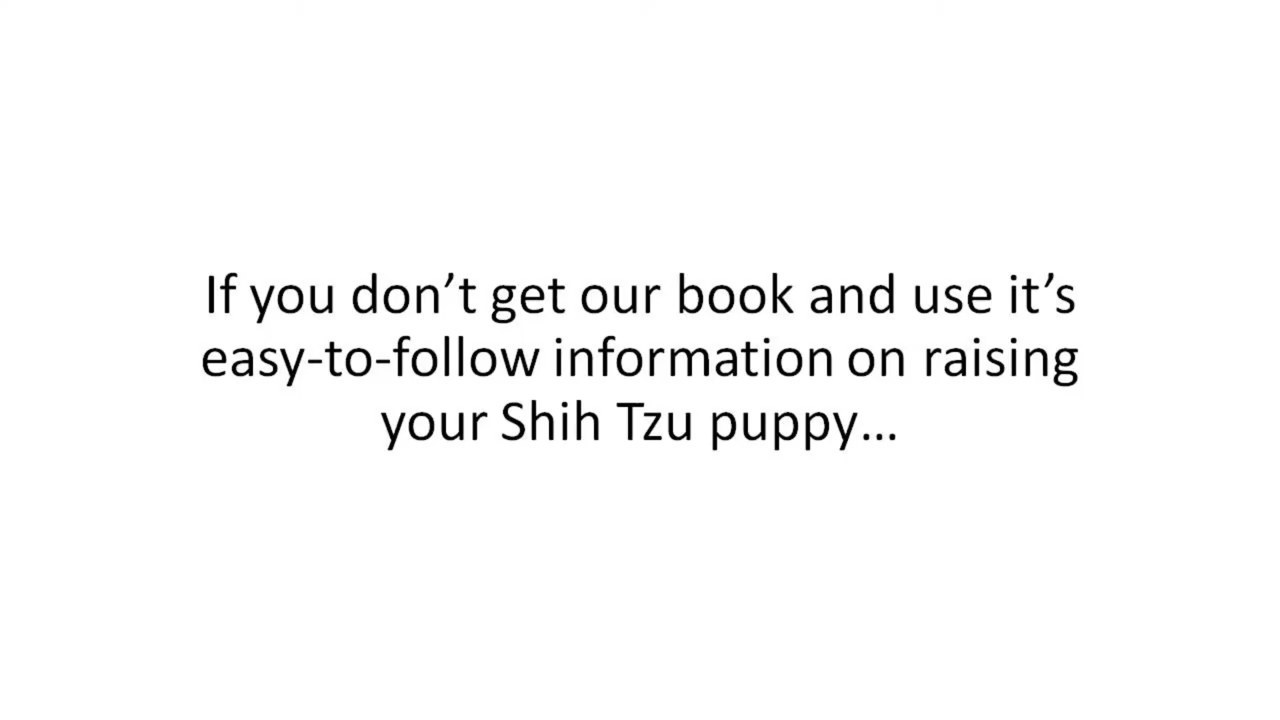 If you don’t get our book and use it’s
easy-to-follow information on raising
your Shih Tzu puppy…